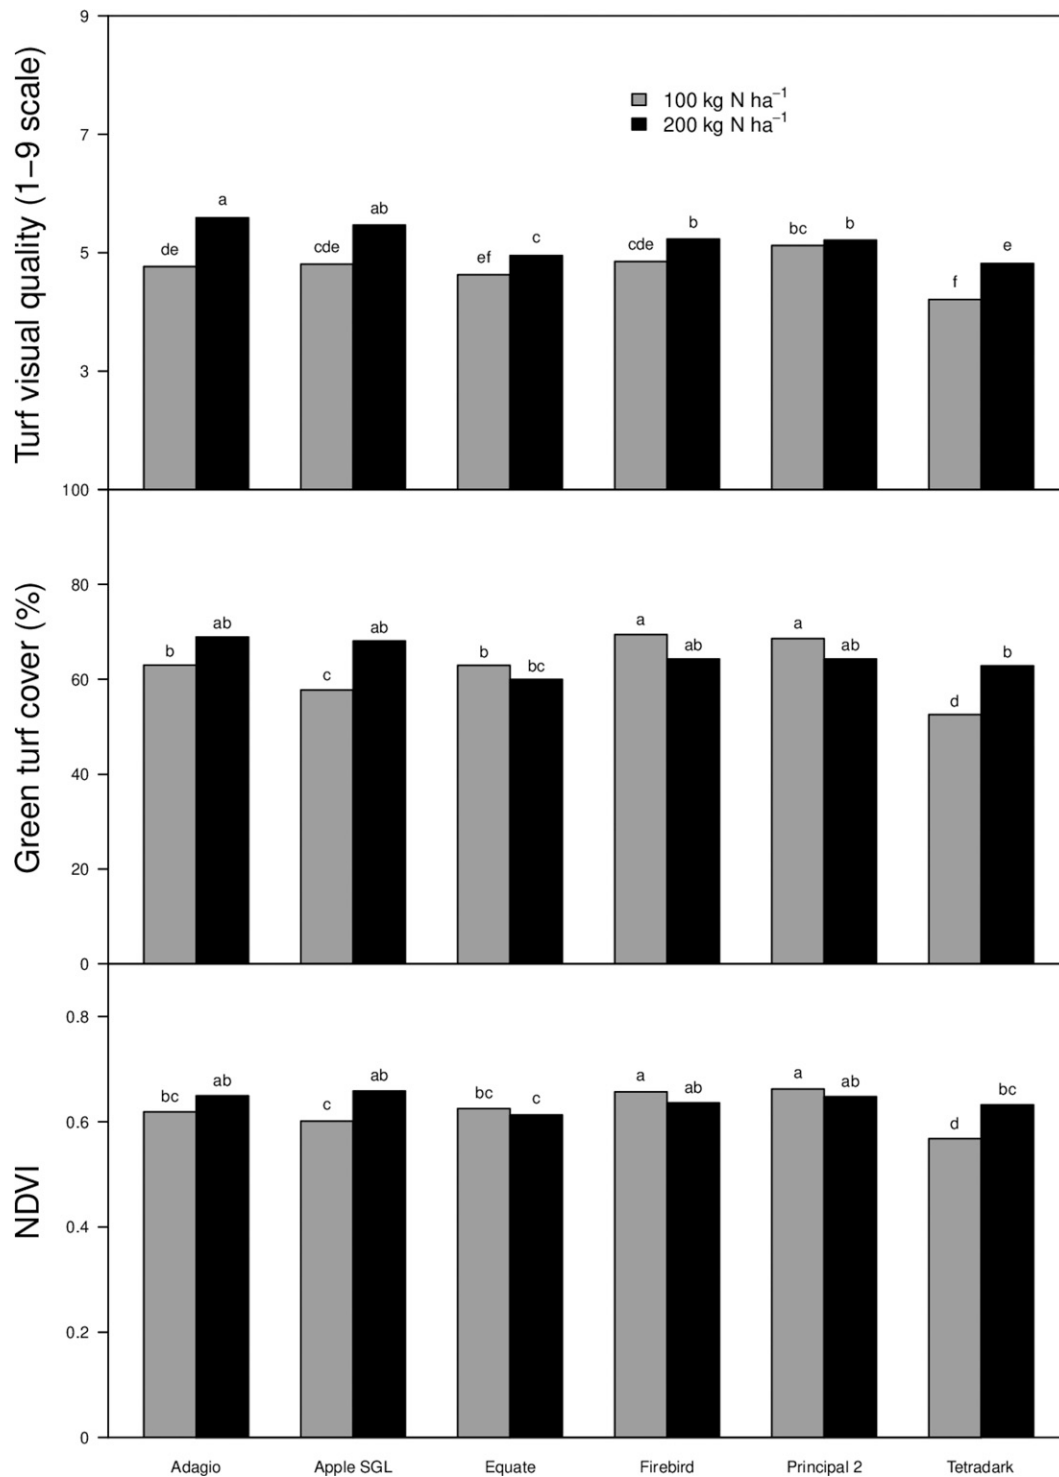 Turf visual quality (1–9 scale)
9
7
5
3
100 kg N ha⁻¹
200 kg N ha⁻¹
de a cde ab ef c cde b bc b f e
Green turf cover (%)
100
80
60
40
20
0
b ab c ab b bc a ab a ab d b
NDVI
0.8
0.6
0.4
0.2
0
bc ab c ab bc c a ab a ab d bc
Adagio Apple SGL Equate Firebird Principal 2 Tetradark